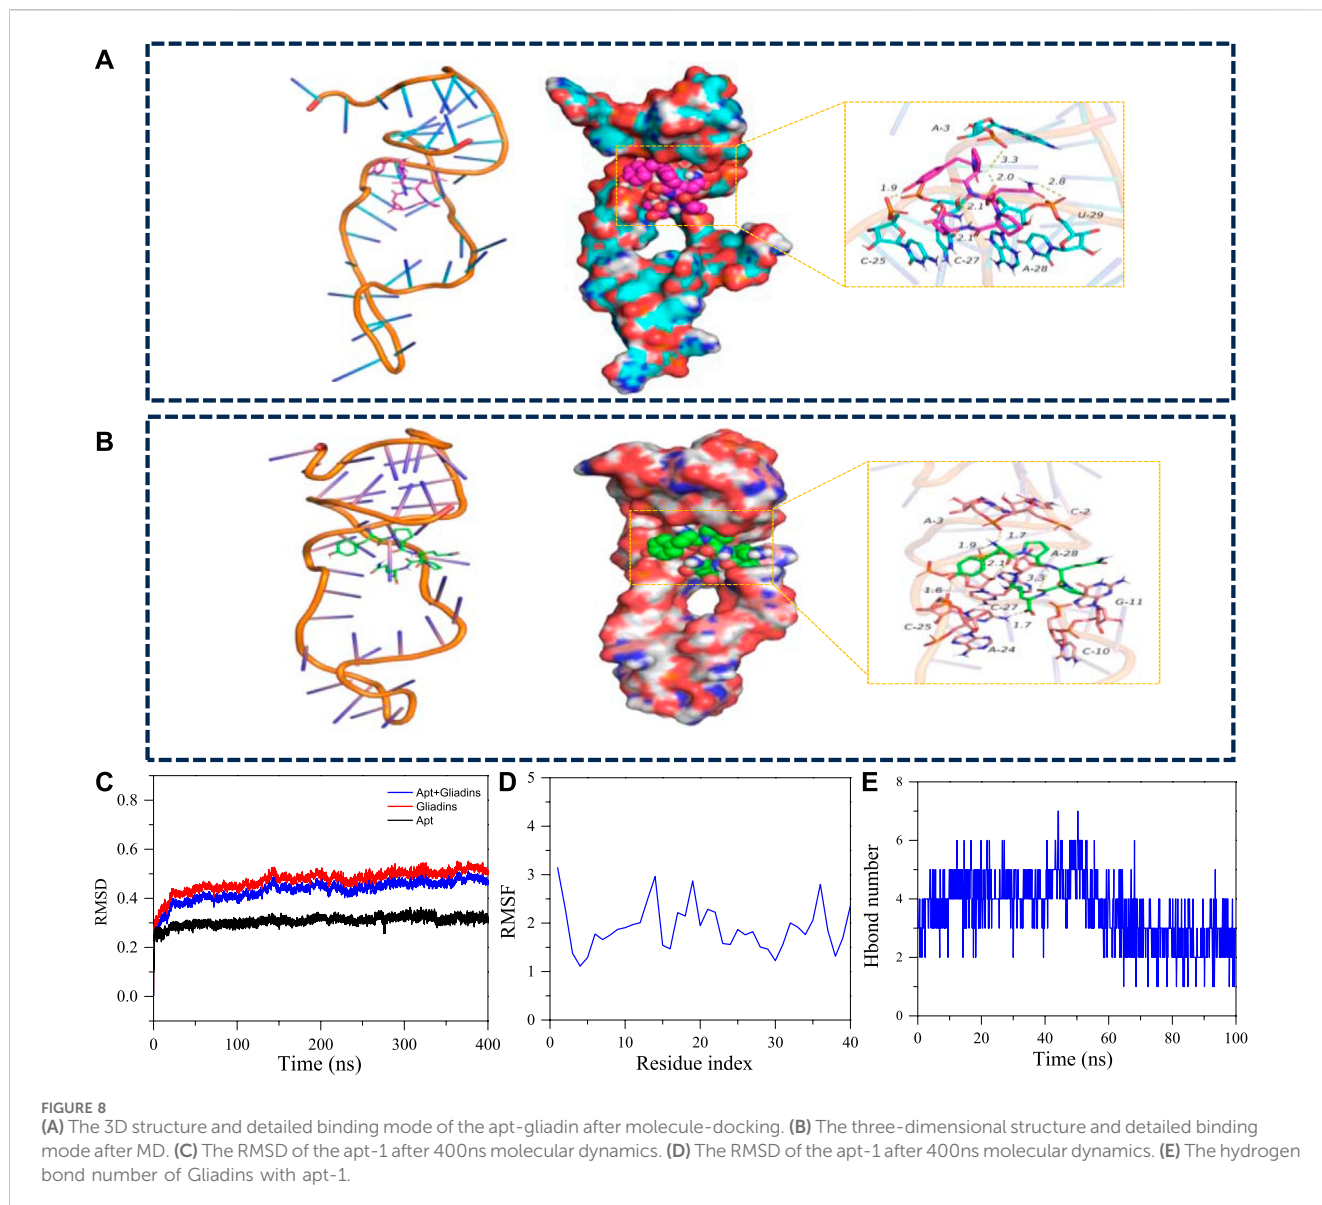 A
A-3
3.3
2.0
1.9
2.8
2.1
U-29
2.1
C-25
C-27
A-28
B
A-3
C-2
1.7
1.9
A-28
2.1
3.3
1.6
C-27
G-11
C-25
1.7
A-24
C-10
C
0.8
0.6
0.4
0.2
0.0
RMSD
Apt+Gliadins
Gliadins
Apt
0 100 200 300 400
Time (ns)
D
5
4
3
2
1
0
RMSF
0 10 20 30 40
Residue index
E
8
6
4
2
0
Hbond number
0 20 40 60 80 100
Time (ns)
FIGURE 8
(A) The 3D structure and detailed binding mode of the apt-gliadin after molecule-docking. (B) The three-dimensional structure and detailed binding
mode after MD. (C) The RMSD of the apt-1 after 400ns molecular dynamics. (D) The RMSD of the apt-1 after 400ns molecular dynamics. (E) The hydrogen
bond number of Gliadins with apt-1.